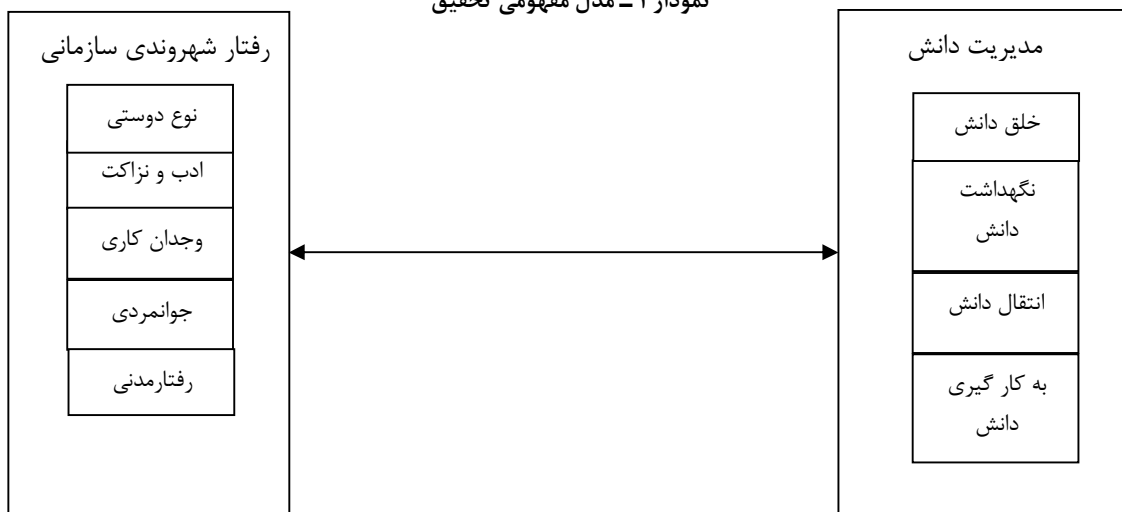 نمودار ۱ ـ مدل مفهومی تحقیق
مدیریت دانش
خلق دانش
نگهداشت
دانش
انتقال دانش
به کار گیری
دانش
رفتار شهروندی سازمانی
نوع دوستی
ادب و نزاکت
وجدان کاری
جوانمردی
رفتارمدنی